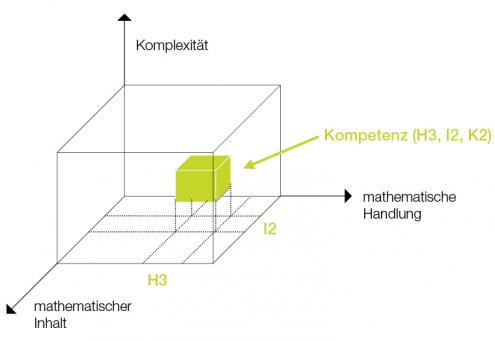 Komplexität
Kompetenz (H3, I2, K2)
mathematische
Handlung
I2
H3
mathematischer
Inhalt